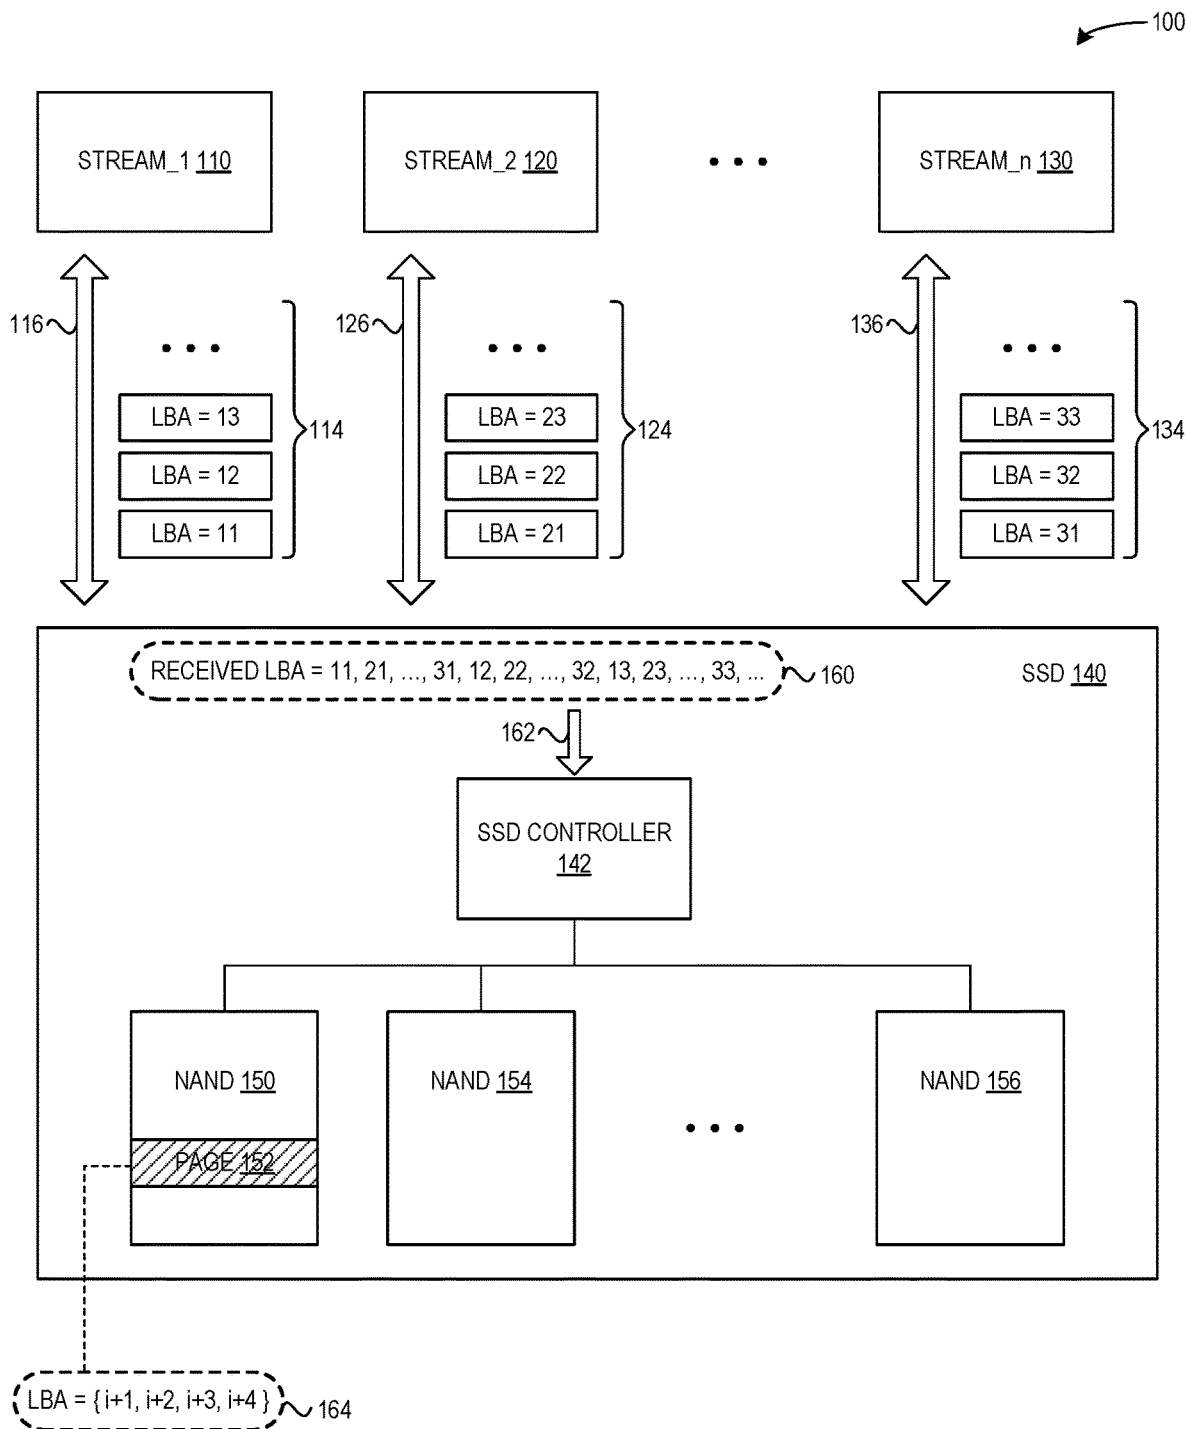 100
STREAM_1 110
STREAM_2 120
• • •
STREAM_n 130
116
• • •
LBA = 13
LBA = 12
LBA = 11
114
126
• • •
LBA = 23
LBA = 22
LBA = 21
124
136
• • •
LBA = 33
LBA = 32
LBA = 31
134
RECEIVED LBA = 11, 21, ..., 31, 12, 22, ..., 32, 13, 23, ..., 33, ...
160
SSD 140
162
SSD CONTROLLER
142
NAND 150
NAND 154
• • •
NAND 156
PAGE 152
LBA = { i+1, i+2, i+3, i+4 }
164